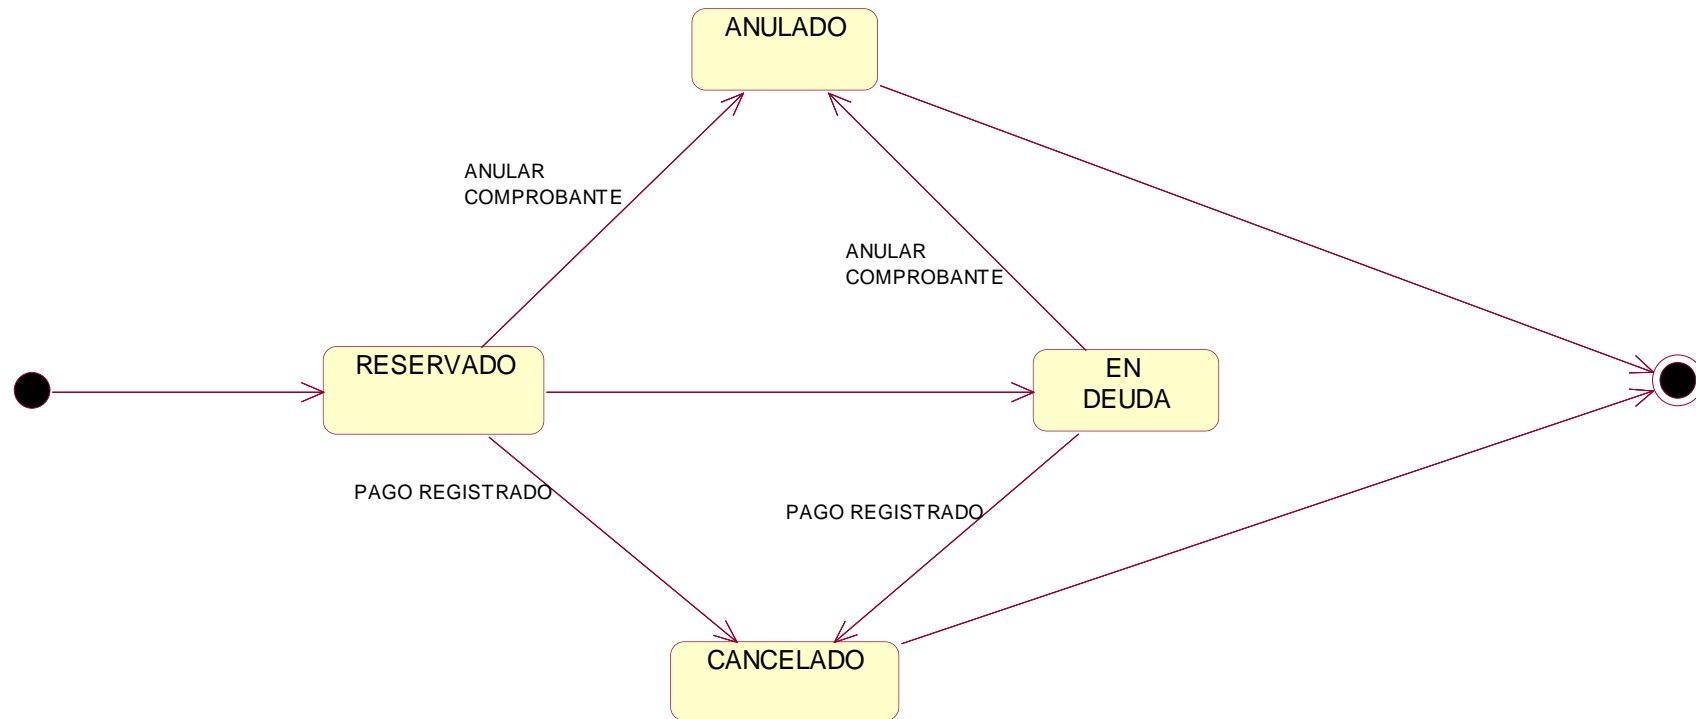 ANULADO
ANULAR
COMPROBANTE
ANULAR
COMPROBANTE
RESERVADO
EN
DEUDA
PAGO REGISTRADO
PAGO REGISTRADO
CANCELADO